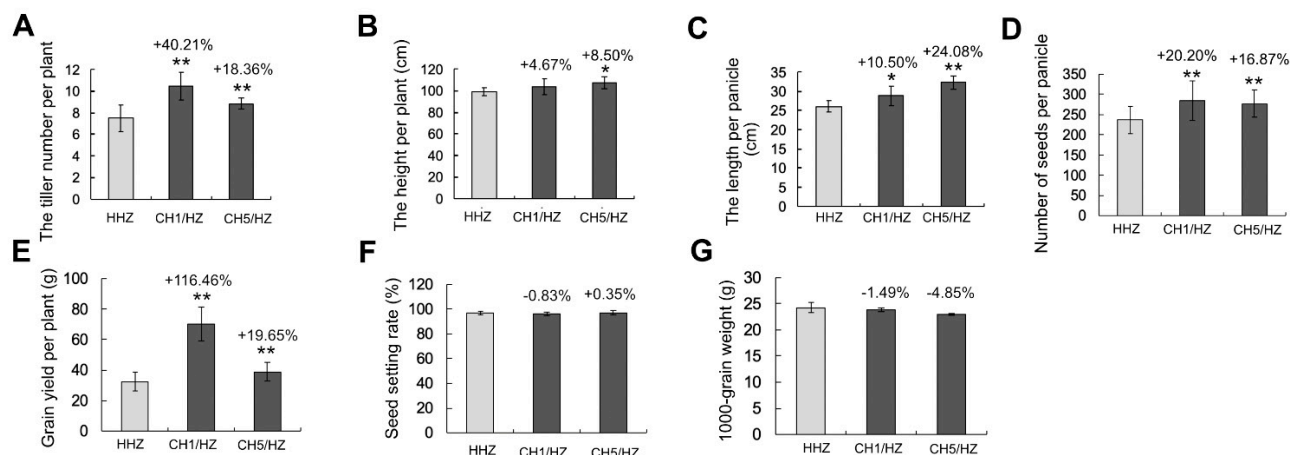 A
The tiller number per plant
+40.21%
**
+18.36%
**
12
10
8
6
4
2
0
HHZ
CH1/HZ
CH5/HZ
B
The height per plant (cm)
+4.67%
+8.50%
*
120
100
80
60
40
20
0
HHZ
CH1/HZ
CH5/HZ
C
The length per panicle
(cm)
+10.50%
*
+24.08%
**
35
30
25
20
15
10
5
0
HHZ
CH1/HZ
CH5/HZ
D
Number of seeds per panicle
+20.20%
**
+16.87%
**
350
300
250
200
150
100
50
0
HHZ
CH1/HZ
CH5/HZ
E
Grain yield per plant (g)
+116.46%
**
+19.65%
**
100
80
60
40
20
0
HHZ
CH1/HZ
CH5/HZ
F
Seed setting rate (%)
-0.83%
+0.35%
120
100
80
60
40
20
0
HHZ
CH1/HZ
CH5/HZ
G
1000-grain weight (g)
-1.49%
-4.85%
30
25
20
15
10
5
0
HHZ
CH1/HZ
CH5/HZ